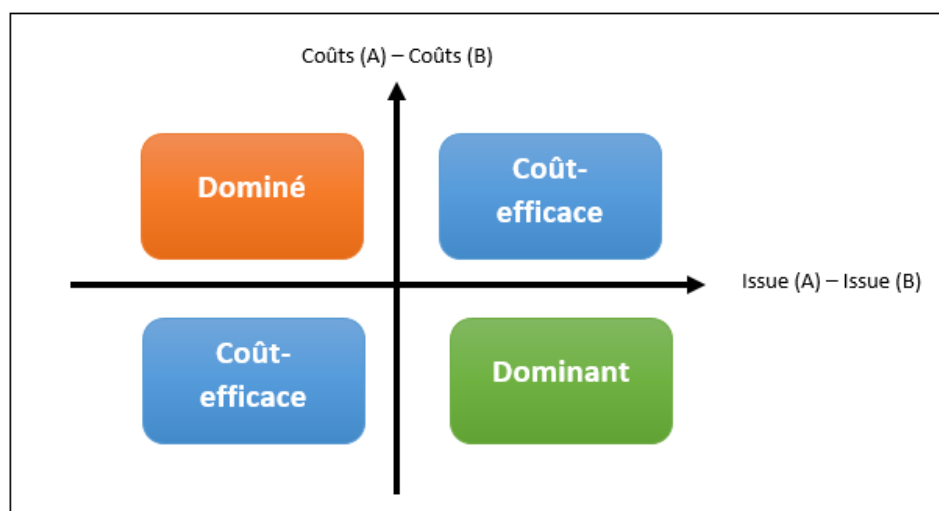 Coûts (A) – Coûts (B)
Dominé
Coût-
efficace
Issue (A) – Issue (B)
Coût-
efficace
Dominant